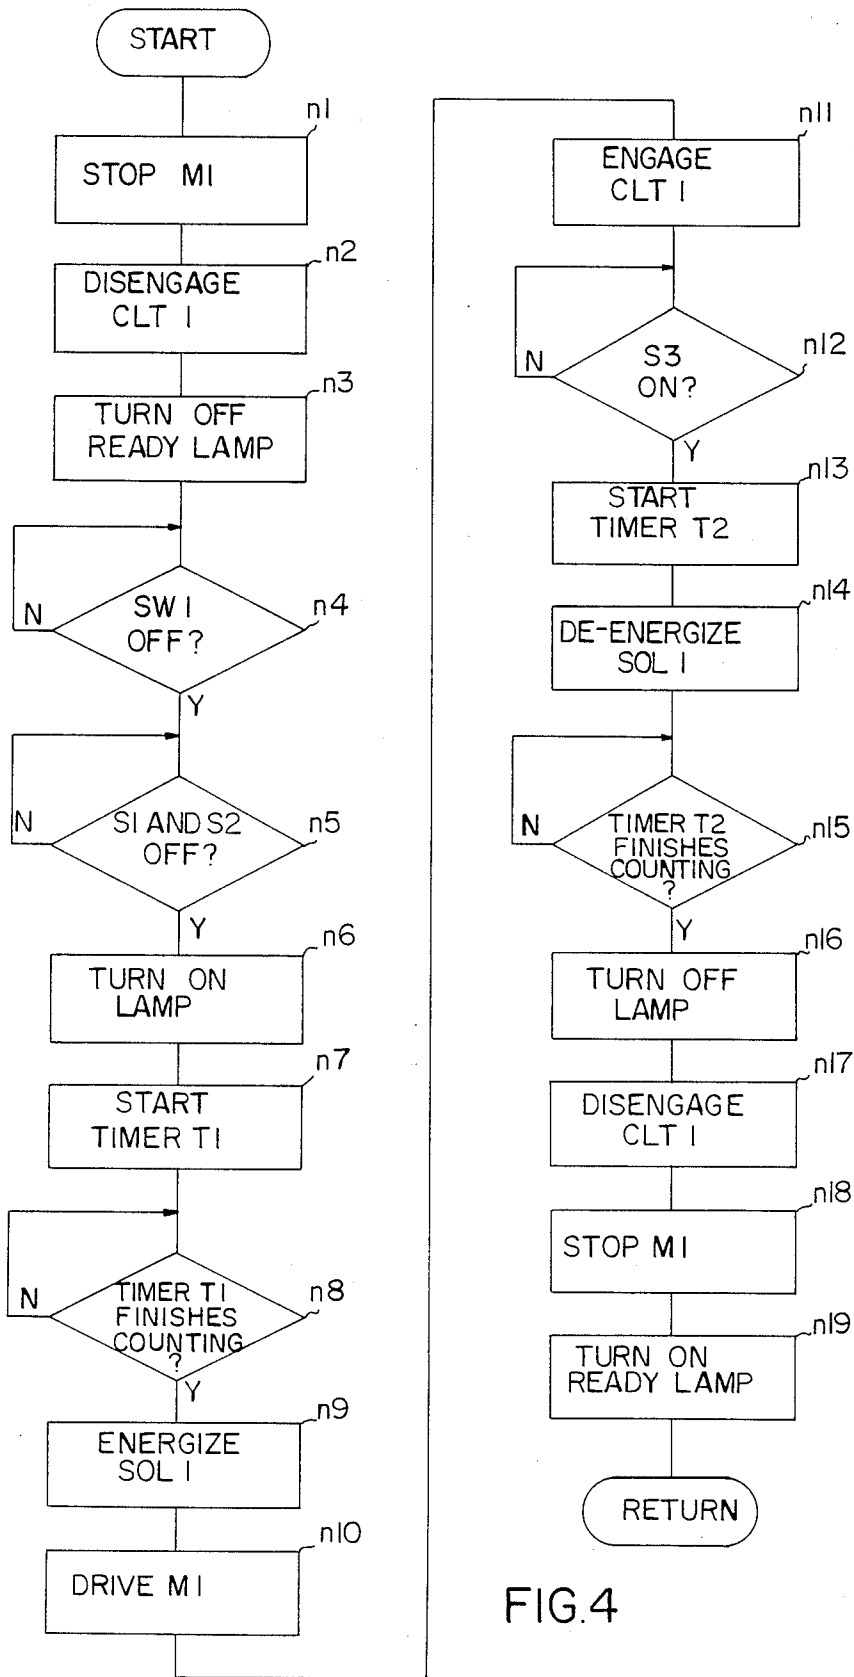 START
n1
STOP M1
n2
DISENGAGE
CLT 1
n3
TURN OFF
READY LAMP
N
SW 1
OFF?
n4
Y
N
S1 AND S2
OFF?
n5
Y
n6
TURN ON
LAMP
n7
START
TIMER T1
N
TIMER T1
FINISHES
COUNTING
?
n8
Y
n9
ENERGIZE
SOL 1
n10
DRIVE M1
n11
ENGAGE
CLT 1
N
S3
ON?
n12
Y
n13
START
TIMER T2
n14
DE-ENERGIZE
SOL 1
N
TIMER T2
FINISHES
COUNTING
?
n15
Y
n16
TURN OFF
LAMP
n17
DISENGAGE
CLT 1
n18
STOP M1
n19
TURN ON
READY LAMP
RETURN
FIG.4